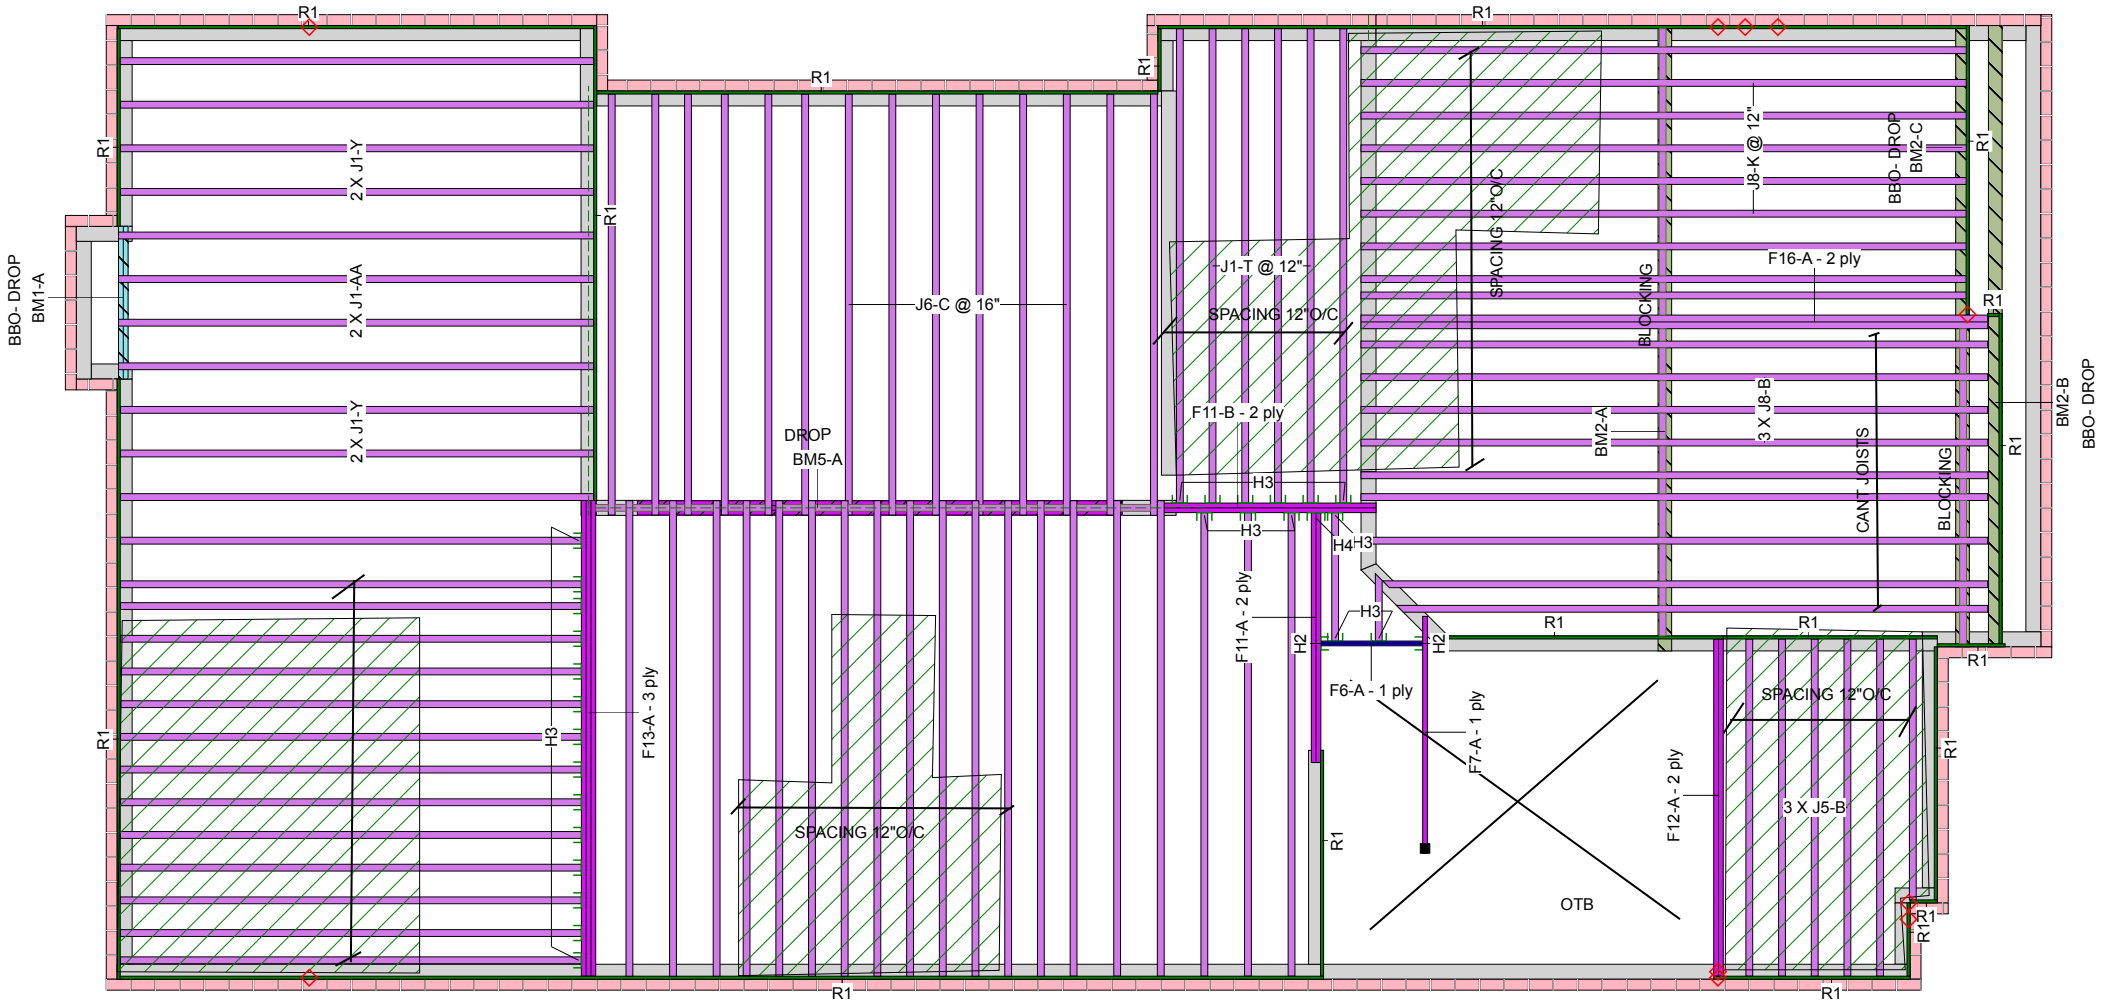 R1
R1
R1
R1
R1
R1
R1
R1
2 X J1-Y
J8-K @ 12"
BBO- DROP
BM2-C
SPACING 12"O/C
BBO- DROP
BM1-A
2 X J1-AA
J6-C @ 16"
J1-T @ 12"
SPACING 12"O/C
BLOCKING
F16-A - 2 ply
R1
2 X J1-Y
DROP
BM5-A
F11-B - 2 ply
H3
BM2-A
3 X J8-B
CANT JOISTS
BLOCKING
R1
BM2-B
BBO- DROP
H3
H4
H3
F11-A - 2 ply
H3
H2
H2
R1
R1
R1
F6-A - 1 ply
SPACING 12"O/C
R1
H3
F13-A - 3 ply
F7-A - 1 ply
F12-A - 2 ply
R1
SPACING 12"O/C
R1
3 X J5-B
OTB
R1
R1
R1
R1